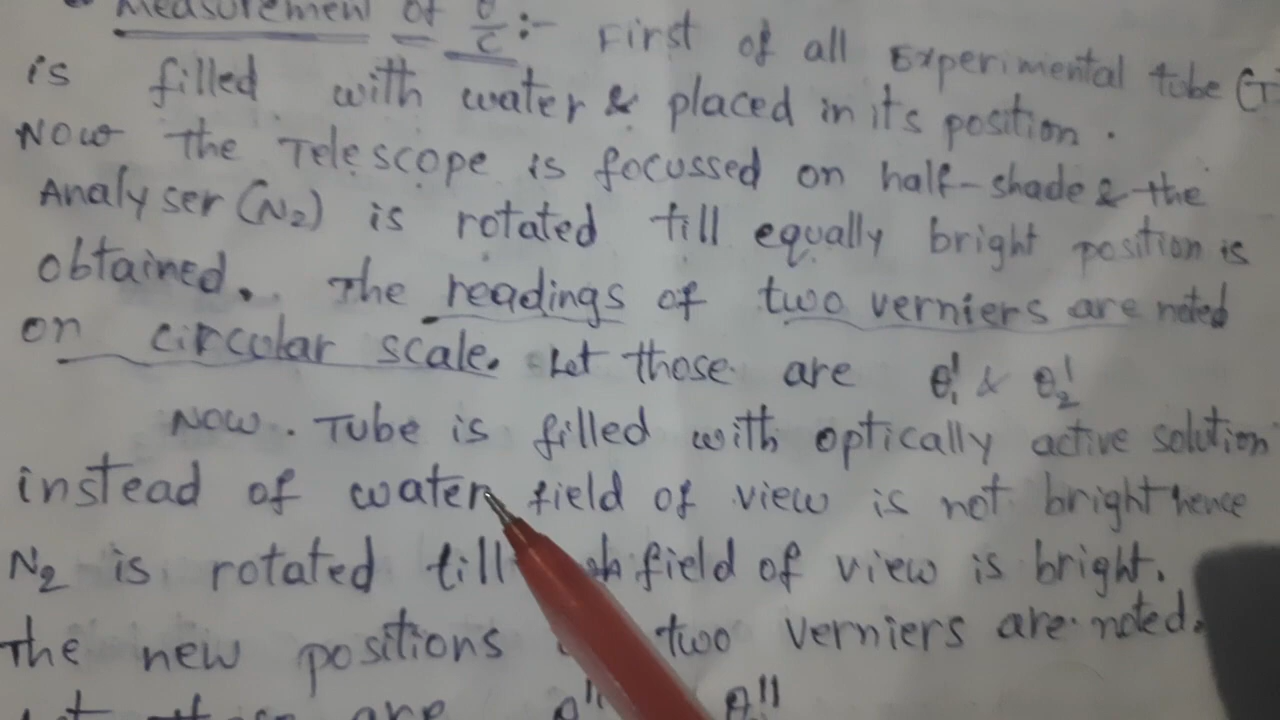 Measurement of θ/c :- First of all Experimental tube (T
is filled with water & placed in its position.
Now the Telescope is focussed on half-shade & the
Analyser (N₂) is rotated till equally bright position is
obtained. The readings of two verniers are noted
on circular scale. Let those are θ₁' & θ₂'
Now. Tube is filled with optically active solution
instead of water field of view is not bright hence
N₂ is rotated till field of view is bright.
The new positions two verniers are noted.
are θ'' θ''